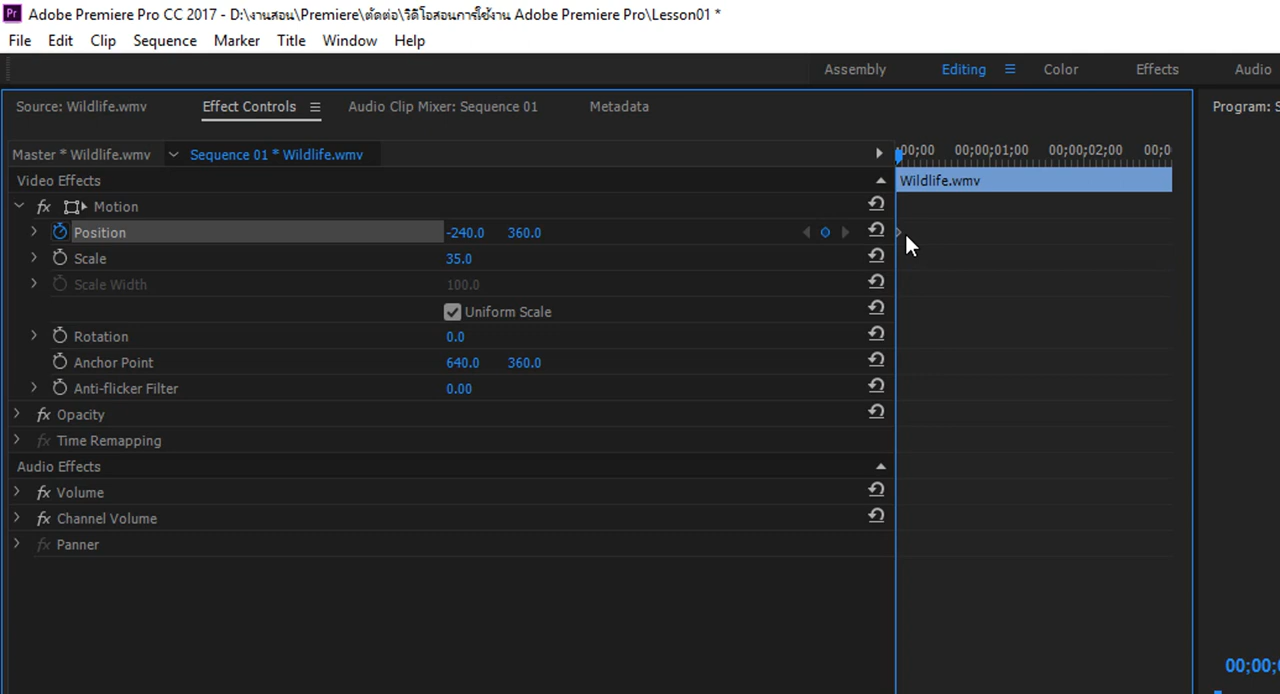 Pr Adobe Premiere Pro CC 2017 - D:\งานสอน\Premiere\ตัดต่อ\วิดิโอสอนการใช้งาน Adobe Premiere Pro\Lesson01 *
File Edit Clip Sequence Marker Title Window Help
Assembly Editing Color Effects Audio
Source: Wildlife.wmv Effect Controls Audio Clip Mixer: Sequence 01 Metadata Program: S
Master * Wildlife.wmv Sequence 01 * Wildlife.wmv ;00;00 00;00;01;00 00;00;02;00 00;0
Video Effects Wildlife.wmv
fx Motion
Position -240.0 360.0
Scale 35.0
Scale Width 100.0
Uniform Scale
Rotation 0.0
Anchor Point 640.0 360.0
Anti-flicker Filter 0.00
fx Opacity
fx Time Remapping
Audio Effects
fx Volume
fx Channel Volume
fx Panner
00;00;